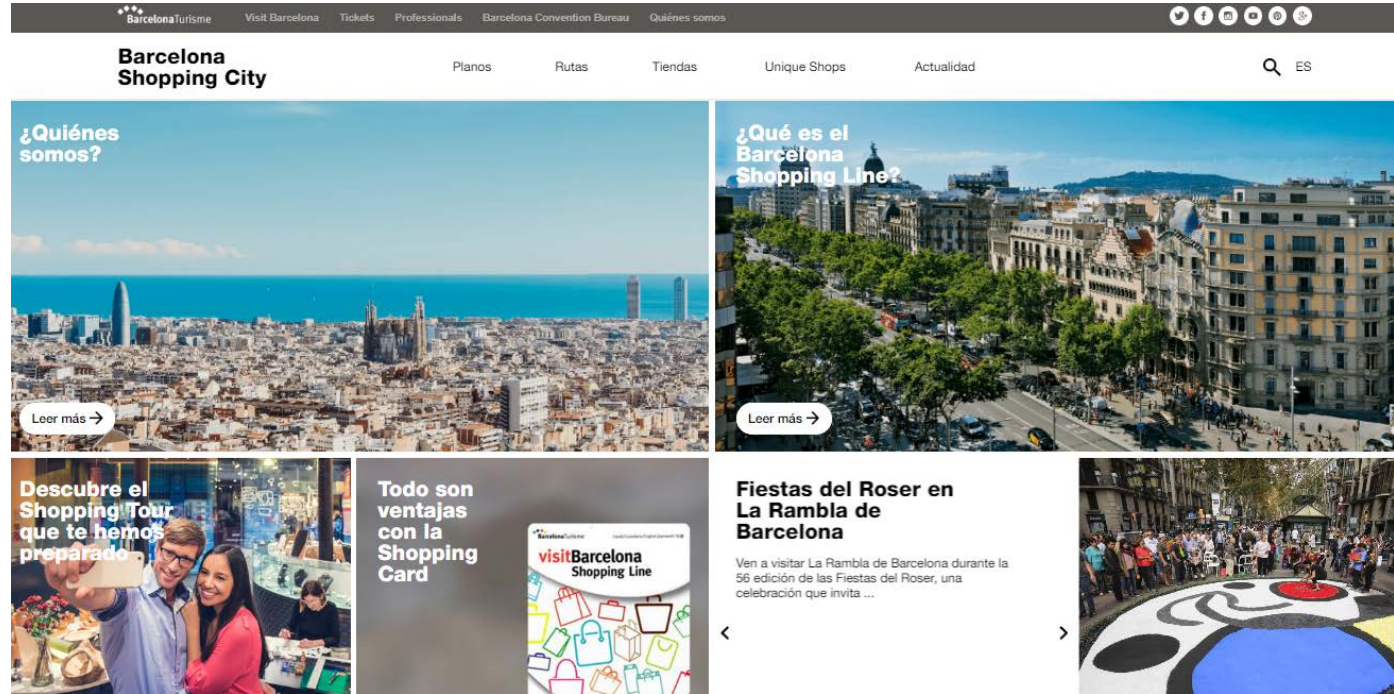 BarcelonaTurisme Visit Barcelona Tickets Professionals Barcelona Convention Bureau Quiénes somos
Barcelona
Shopping City
Planos Rutas Tiendas Unique Shops Actualidad
ES
¿Quiénes
somos?
Leer más
¿Qué es el
Barcelona
Shopping Line?
Leer más
Descubre el
Shopping Tour
que te hemos
preparado
Todo son
ventajas
con la
Shopping
Card
BarcelonaTurisme
visitBarcelona
Shopping Line
Fiestas del Roser en
La Rambla de
Barcelona
Ven a visitar La Rambla de Barcelona durante la
56 edición de las Fiestas del Roser, una
celebración que invita ...